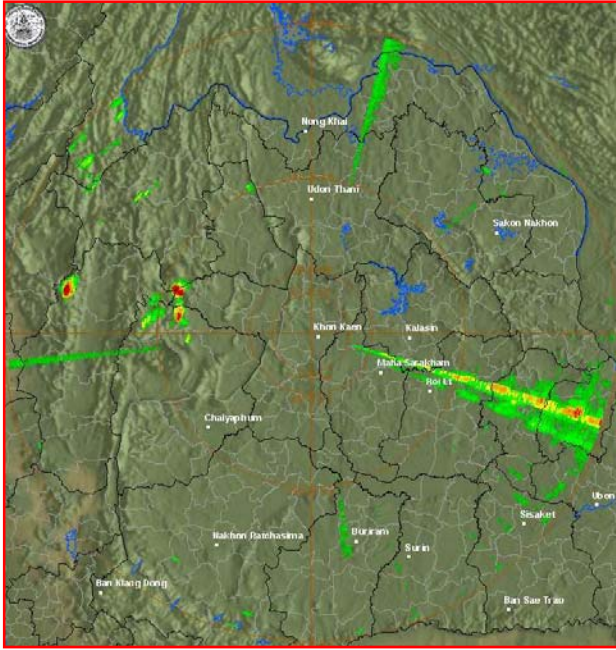 Nong Khai
Udon Thani
Sakon Nakhon
Khon Kaen
Kalasin
Maha Sarakham
Roi Et
Chaiyaphum
Ubon
Sisaket
Nakhon Ratchasima
Buriram
Surin
Ban Klang Dong
Ban Sae Trau